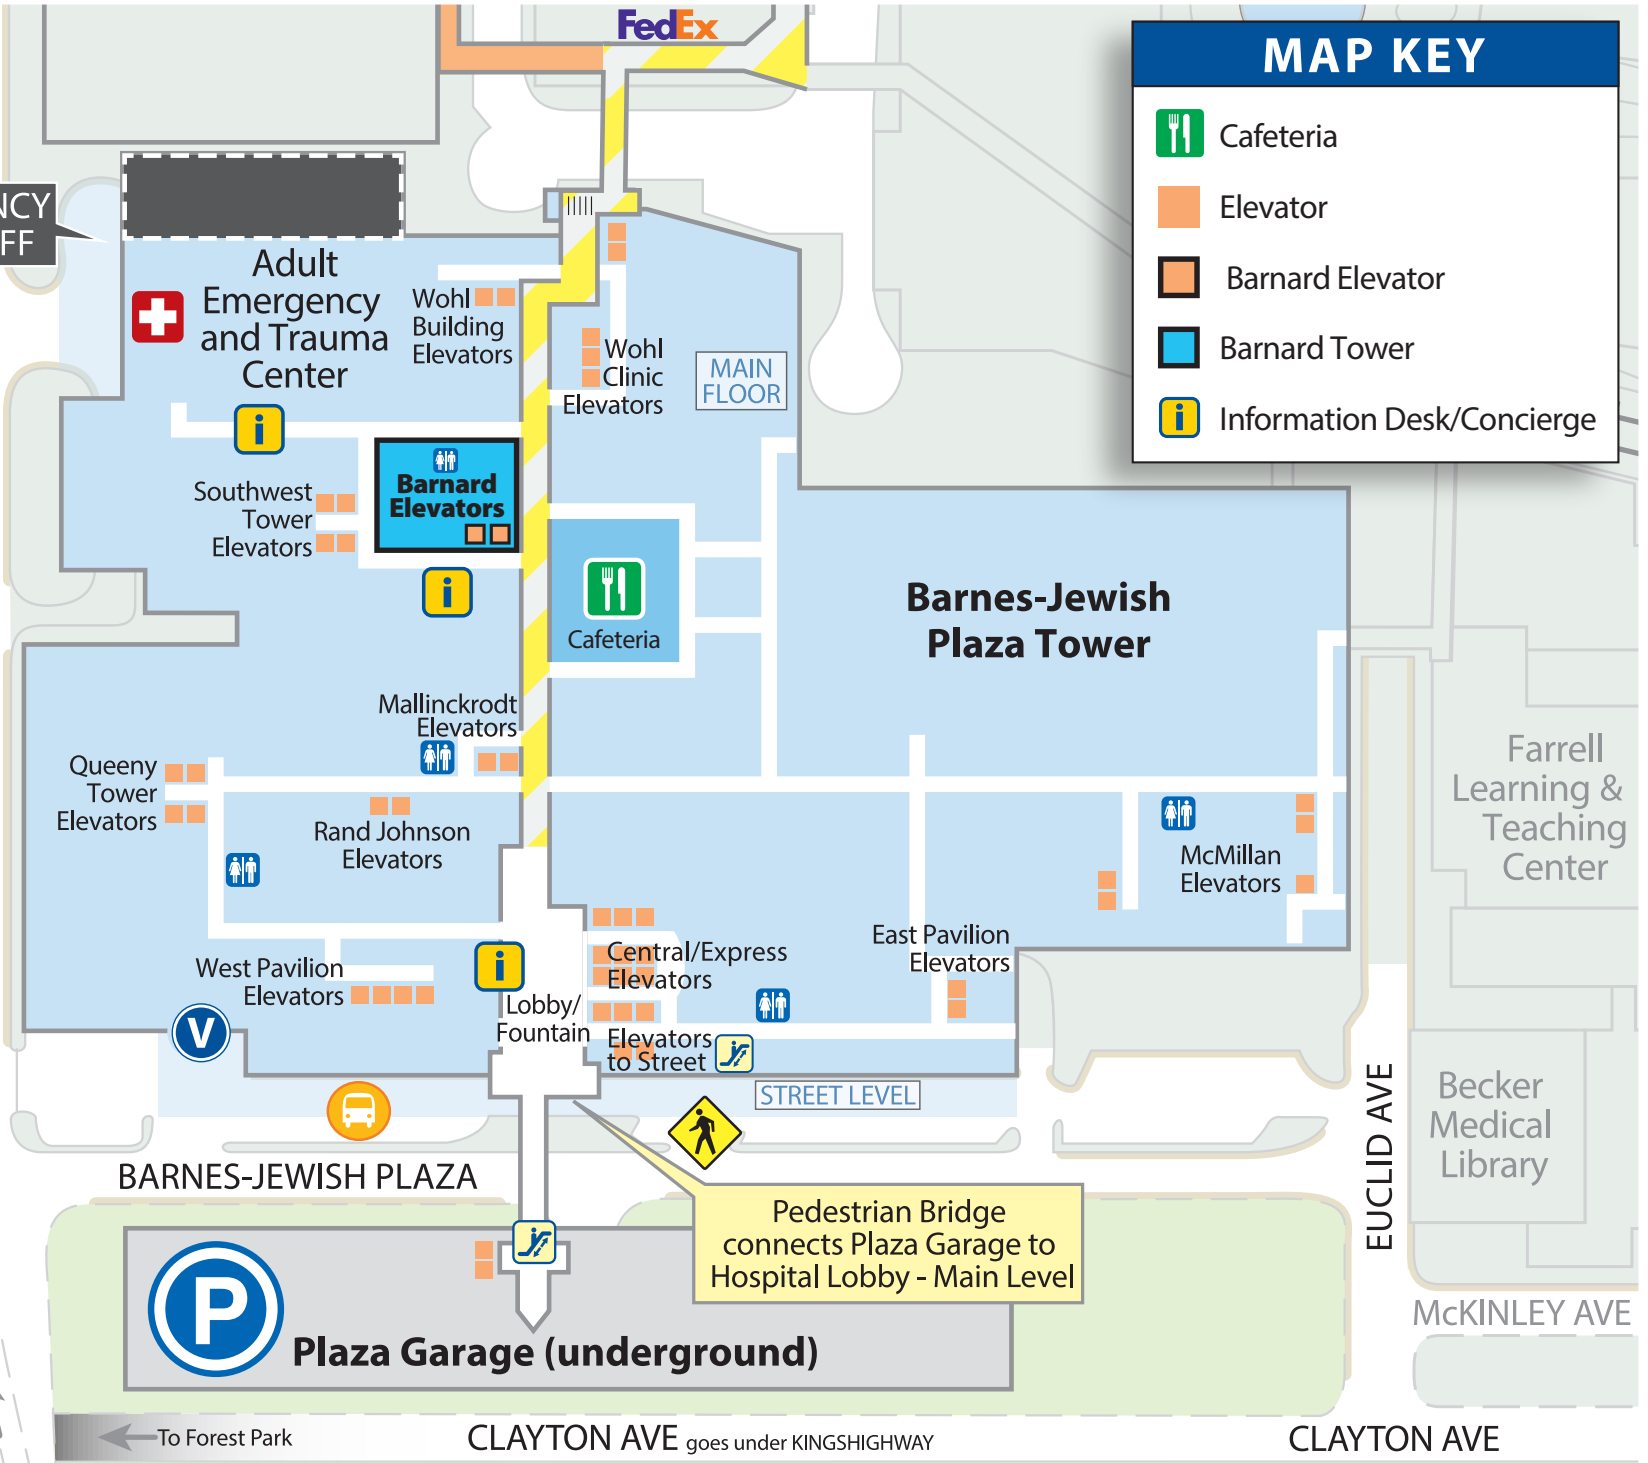 FedEx
MAP KEY
Cafeteria
Elevator
Barnard Elevator
Barnard Tower
i Information Desk/Concierge
NCY
FF
Adult
Emergency
and Trauma
Center
Wohl
Building
Elevators
Wohl
Clinic
Elevators
MAIN
FLOOR
i
Southwest
Tower
Elevators
Barnard
Elevators
i
Cafeteria
Barnes-Jewish
Plaza Tower
Mallinckrodt
Elevators
Queeny
Tower
Elevators
Rand Johnson
Elevators
McMillan
Elevators
Farrell
Learning &
Teaching
Center
West Pavilion
Elevators
i
Lobby/
Fountain
Central/Express
Elevators
Elevators
to Street
East Pavilion
Elevators
V
STREET LEVEL
BARNES-JEWISH PLAZA
Pedestrian Bridge
connects Plaza Garage to
Hospital Lobby - Main Level
EUCLID AVE
Becker
Medical
Library
McKINLEY AVE
P
Plaza Garage (underground)
To Forest Park
CLAYTON AVE goes under KINGSHIGHWAY
CLAYTON AVE